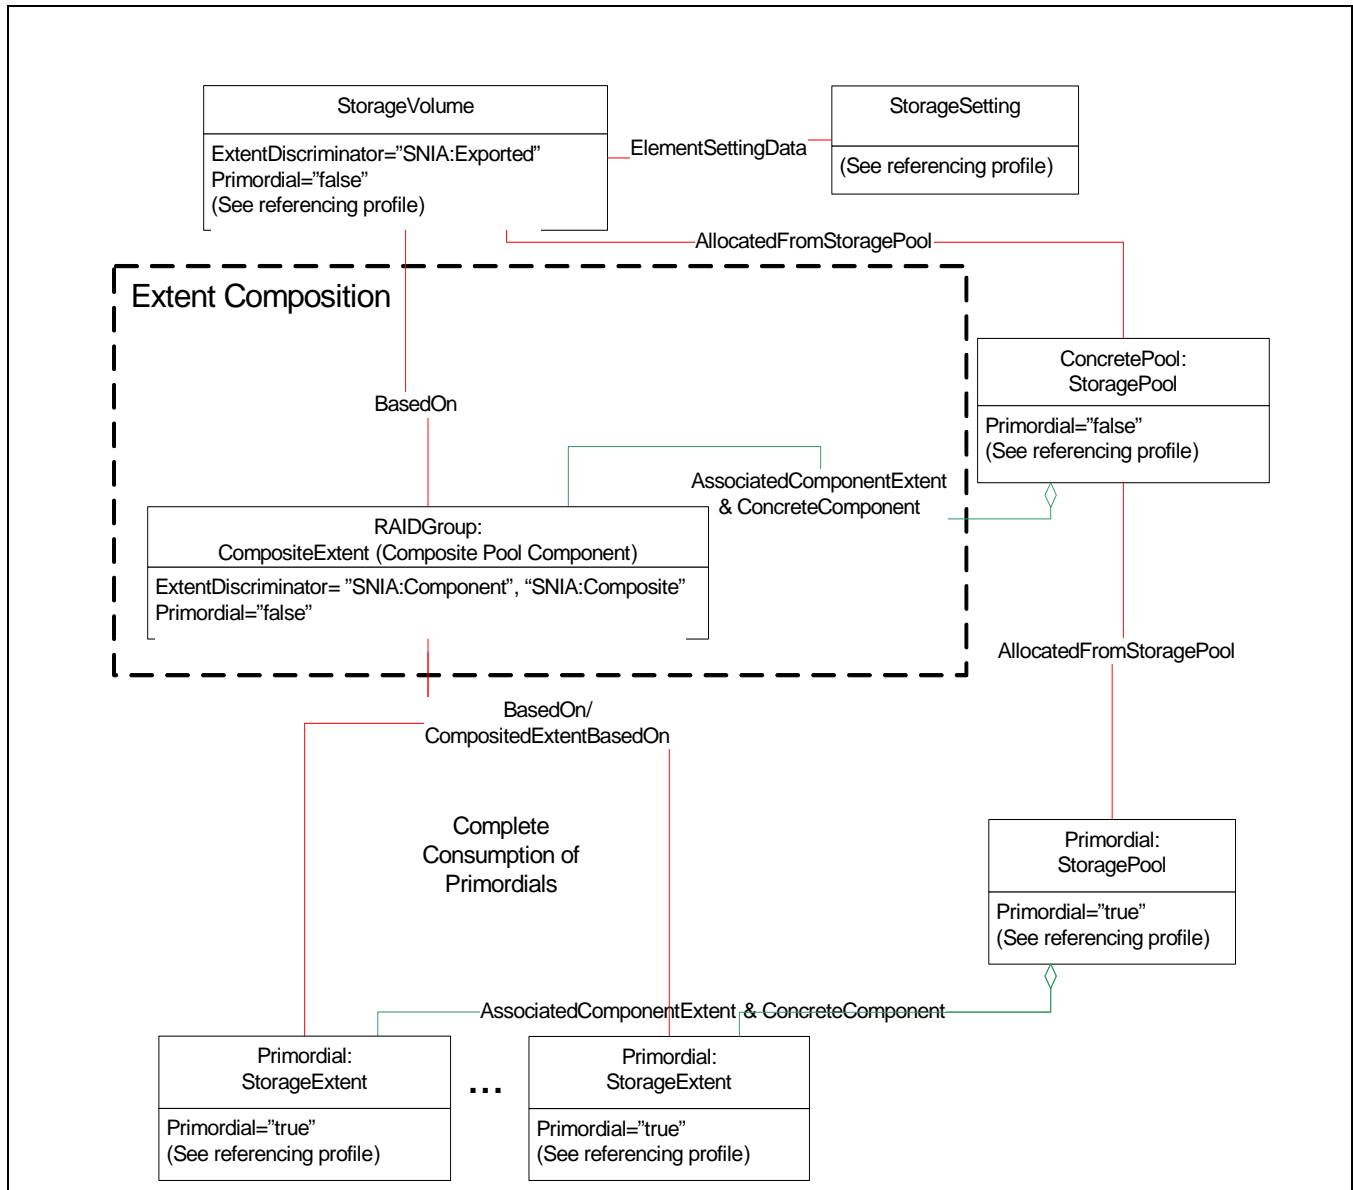 StorageVolume
ExtentDiscriminator=”SNIA:Exported”
Primordial=”false”
(See referencing profile)
ElementSettingData
StorageSetting
(See referencing profile)
AllocatedFromStoragePool
Extent Composition
ConcretePool:
StoragePool
Primordial=”false”
(See referencing profile)
BasedOn
AssociatedComponentExtent
& ConcreteComponent
RAIDGroup:
CompositeExtent (Composite Pool Component)
ExtentDiscriminator= ”SNIA:Component”, “SNIA:Composite”
Primordial=”false”
AllocatedFromStoragePool
BasedOn/
CompositedExtentBasedOn
Complete
Consumption of
Primordials
Primordial:
StoragePool
Primordial=”true”
(See referencing profile)
AssociatedComponentExtent & ConcreteComponent
Primordial:
StorageExtent
Primordial=”true”
(See referencing profile)
...
Primordial:
StorageExtent
Primordial=”true”
(See referencing profile)